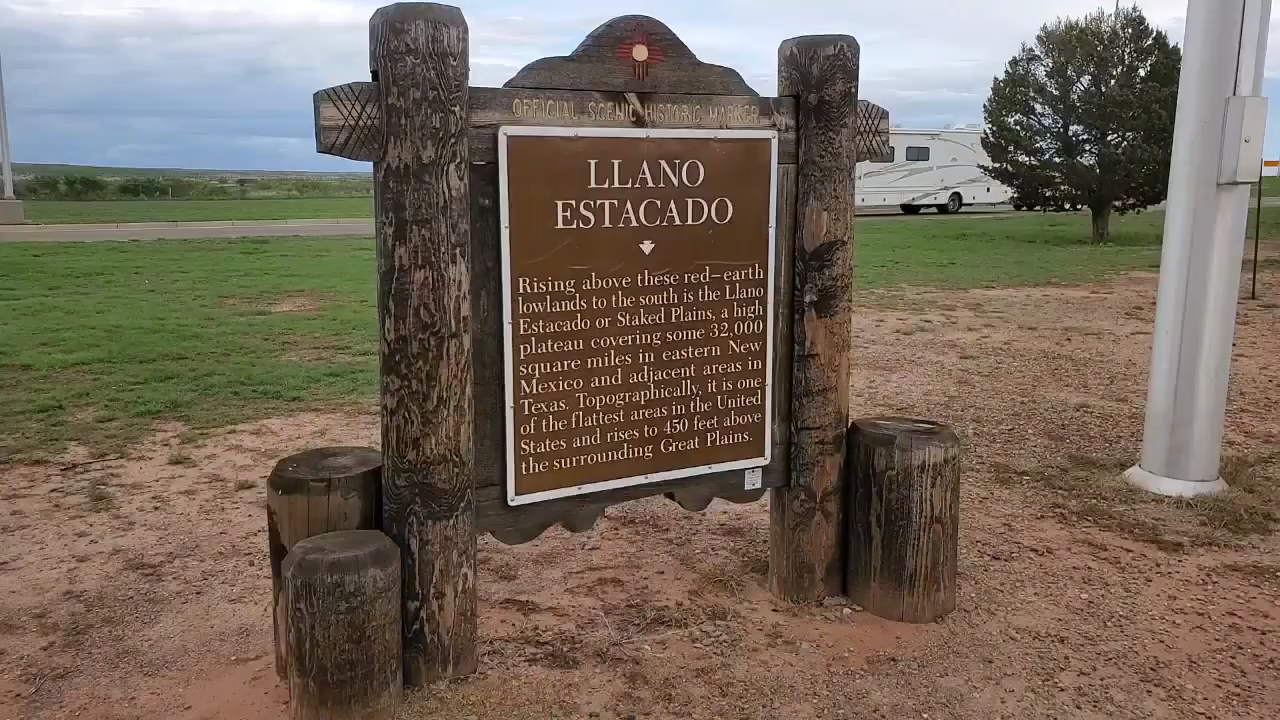 OFFICIAL SCENIC HISTORIC MARKER
LLANO
ESTACADO
Rising above these red–earth
lowlands to the south is the Llano
Estacado or Staked Plains, a high
plateau covering some 32,000
square miles in eastern New
Mexico and adjacent areas in
Texas. Topographically, it is one
of the flattest areas in the United
States and rises to 450 feet above
the surrounding Great Plains.